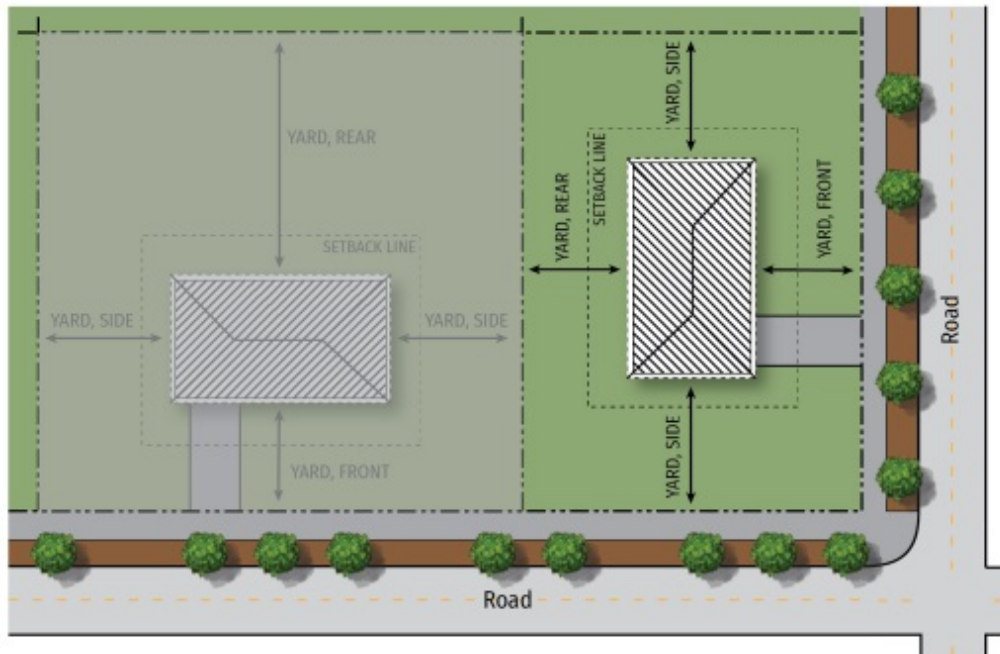 YARD, SIDE
YARD, REAR
SETBACK LINE
YARD, REAR
YARD, FRONT
SETBACK LINE
YARD, SIDE
YARD, SIDE
Road
YARD, SIDE
YARD, FRONT
Road